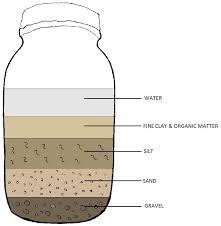 WATER
FINE CLAY & ORGANIC MATTER
SILT
SAND
GRAVEL